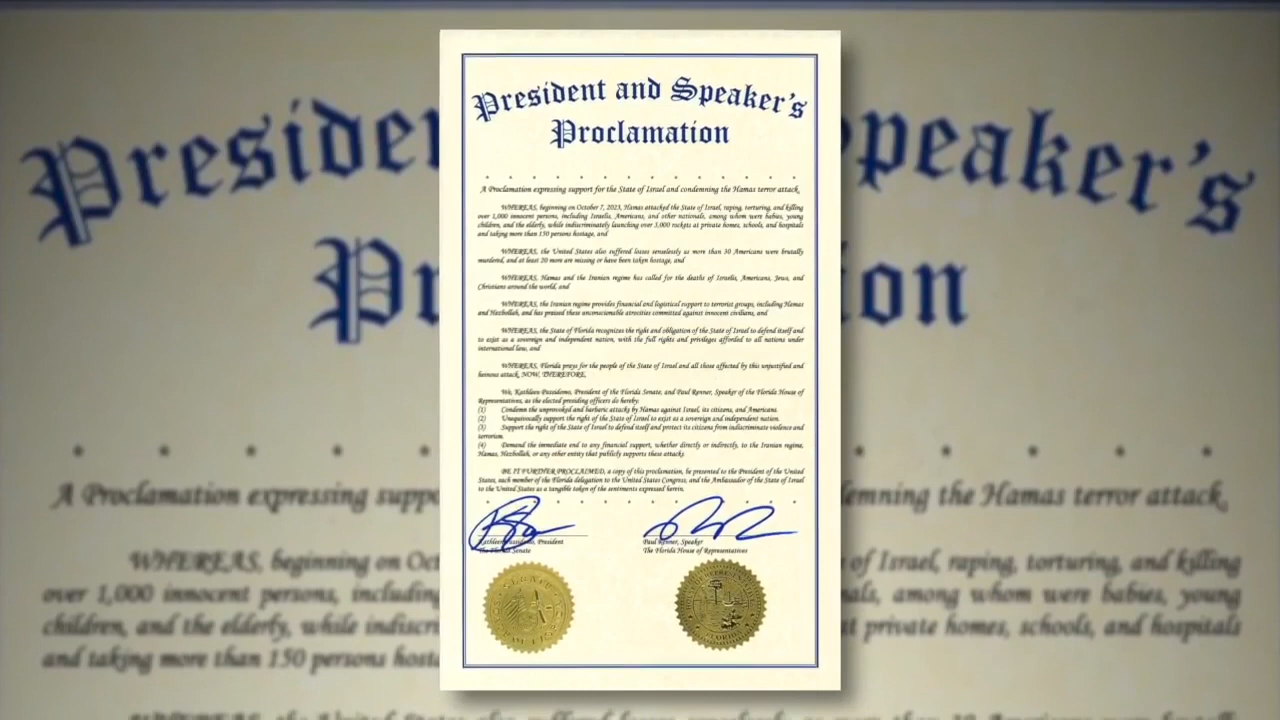 President and Speaker's
Proclamation
A Proclamation expressing support for the State of Israel and condemning the Hamas terror attack.
WHEREAS, beginning on October 7, 2023, Hamas attacked the State of Israel, raping, torturing, and killing
over 1,000 innocent persons, including Israelis, Americans, and other nationals, among whom were babies, young
children, and the elderly, while indiscriminately launching over 5,000 rockets at private homes, schools, and hospitals
and taking more than 150 persons hostage, and
WHEREAS, the United States also suffered losses senselessly as more than 30 Americans were brutally
murdered, and at least 20 more are missing or have been taken hostage, and
WHEREAS, Hamas and the Iranian regime has called for the deaths of Israelis, Americans, Jews, and
Christians around the world, and
WHEREAS, the Iranian regime provides financial and logistical support to terrorist groups, including Hamas
and Hezbollah, and has praised these unconscionable atrocities committed against innocent civilians, and
WHEREAS, the State of Florida recognizes the right and obligation of the State of Israel to defend itself and
to exist as a sovereign and independent nation, with the full rights and privileges afforded to all nations under
international law, and
WHEREAS, Florida prays for the people of the State of Israel and all those affected by this unjustified and
heinous attack, NOW, THEREFORE,
We, Kathleen Passidomo, President of the Florida Senate, and Paul Renner, Speaker of the Florida House of
Representatives, as the elected presiding officers do hereby:
(1) Condemn the unprovoked and barbaric attacks by Hamas against Israel, its citizens, and Americans.
(2) Unequivocally support the right of the State of Israel to exist as a sovereign and independent nation.
(3) Support the right of the State of Israel to defend itself and protect its citizens from indiscriminate violence and
terrorism.
(4) Demand the immediate end to any financial support, whether directly or indirectly, to the Iranian regime,
Hamas, Hezbollah, or any other entity that publicly supports these attacks.
BE IT FURTHER PROCLAIMED, a copy of this proclamation, be presented to the President of the United
States, each member of the Florida delegation to the United States Congress, and the Ambassador of the State of Israel
to the United States as a tangible token of the sentiments expressed herein.
Kathleen Passidomo, President
The Florida Senate
Paul Renner, Speaker
The Florida House of Representatives